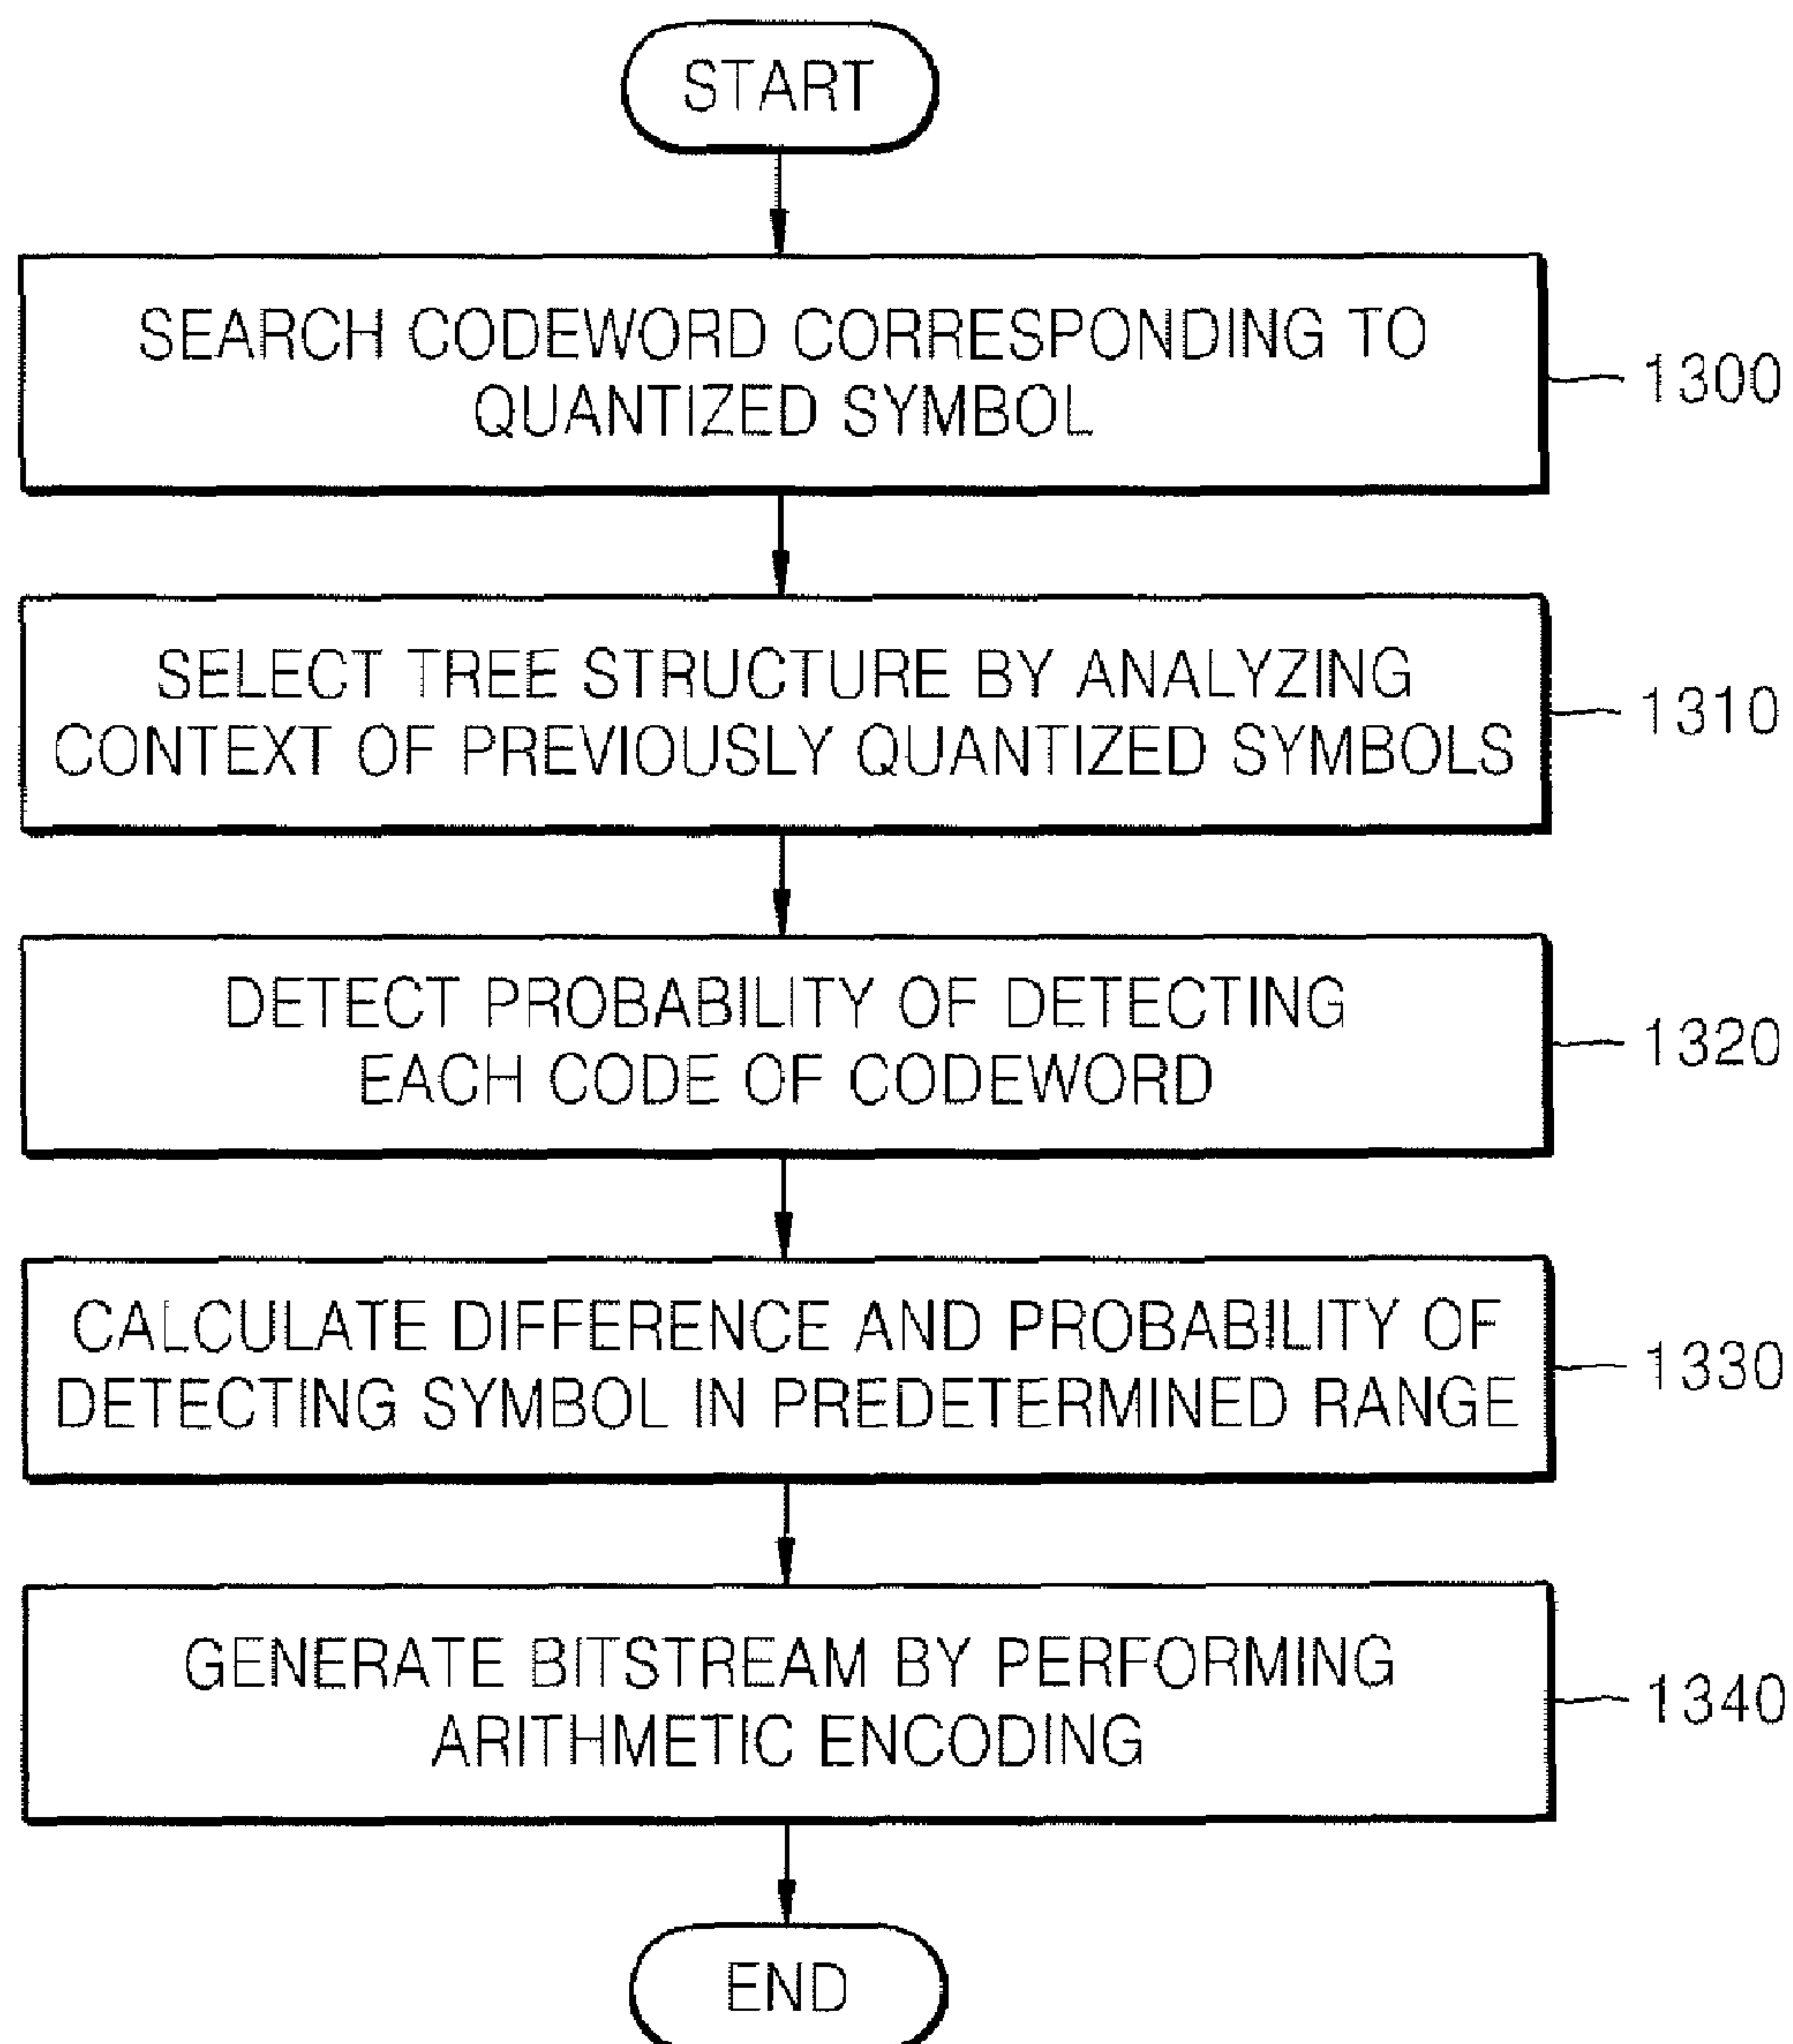 START
SEARCH CODEWORD CORRESPONDING TO
QUANTIZED SYMBOL
1300
SELECT TREE STRUCTURE BY ANALYZING
CONTEXT OF PREVIOUSLY QUANTIZED SYMBOLS
1310
DETECT PROBABILITY OF DETECTING
EACH CODE OF CODEWORD
1320
CALCULATE DIFFERENCE AND PROBABILITY OF
DETECTING SYMBOL IN PREDETERMINED RANGE
1330
GENERATE BITSTREAM BY PERFORMING
ARITHMETIC ENCODING
1340
END